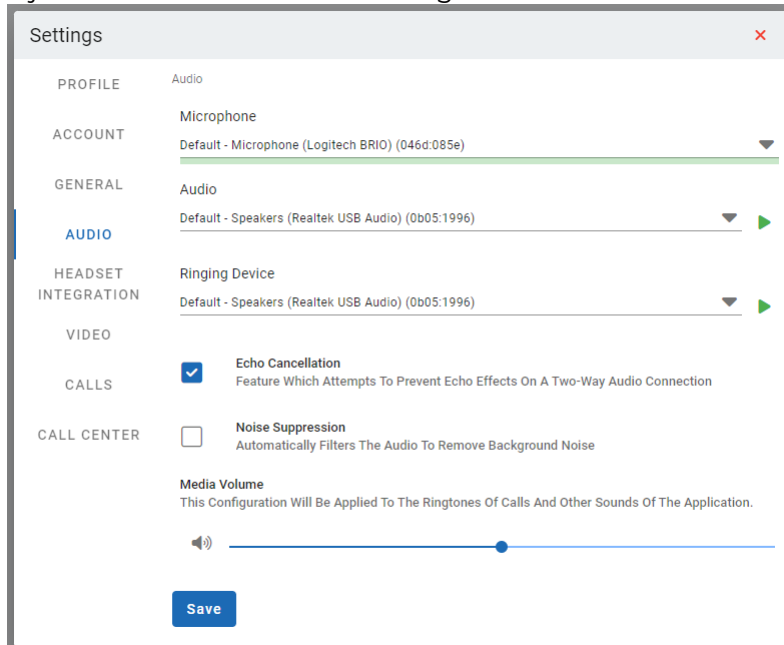 Settings
PROFILE
ACCOUNT
GENERAL
AUDIO
HEADSET
INTEGRATION
VIDEO
CALLS
CALL CENTER
Audio
Microphone
Default - Microphone (Logitech BRIO) (046d:085e)
Audio
Default - Speakers (Realtek USB Audio) (0b05:1996)
Ringing Device
Default - Speakers (Realtek USB Audio) (0b05:1996)
Echo Cancellation
Feature Which Attempts To Prevent Echo Effects On A Two-Way Audio Connection
Noise Suppression
Automatically Filters The Audio To Remove Background Noise
Media Volume
This Configuration Will Be Applied To The Ringtones Of Calls And Other Sounds Of The Application.
Save